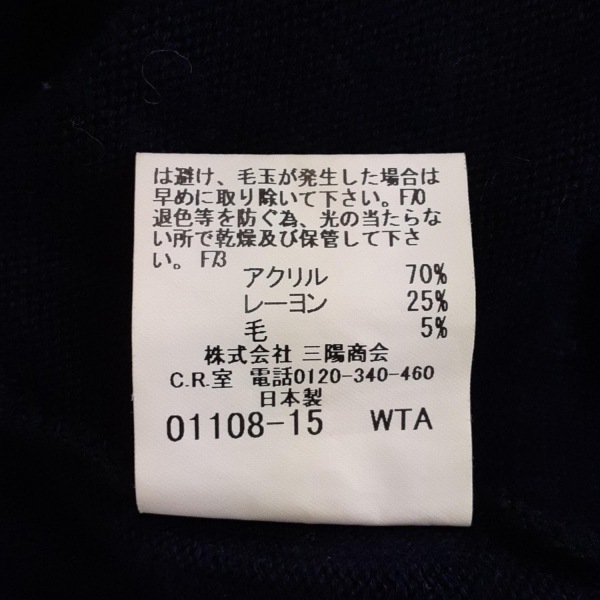 は避け、毛玉が発生した場合は
早めに取り除いて下さい。F70
退色等を防ぐ為、光の当たらな
い所で乾燥及び保管して下さ
い。 F73
アクリル 70%
レーヨン 25%
毛 5%
株式会社 三陽商会
C.R.室 電話0120-340-460
日本製
01108-15 WTA